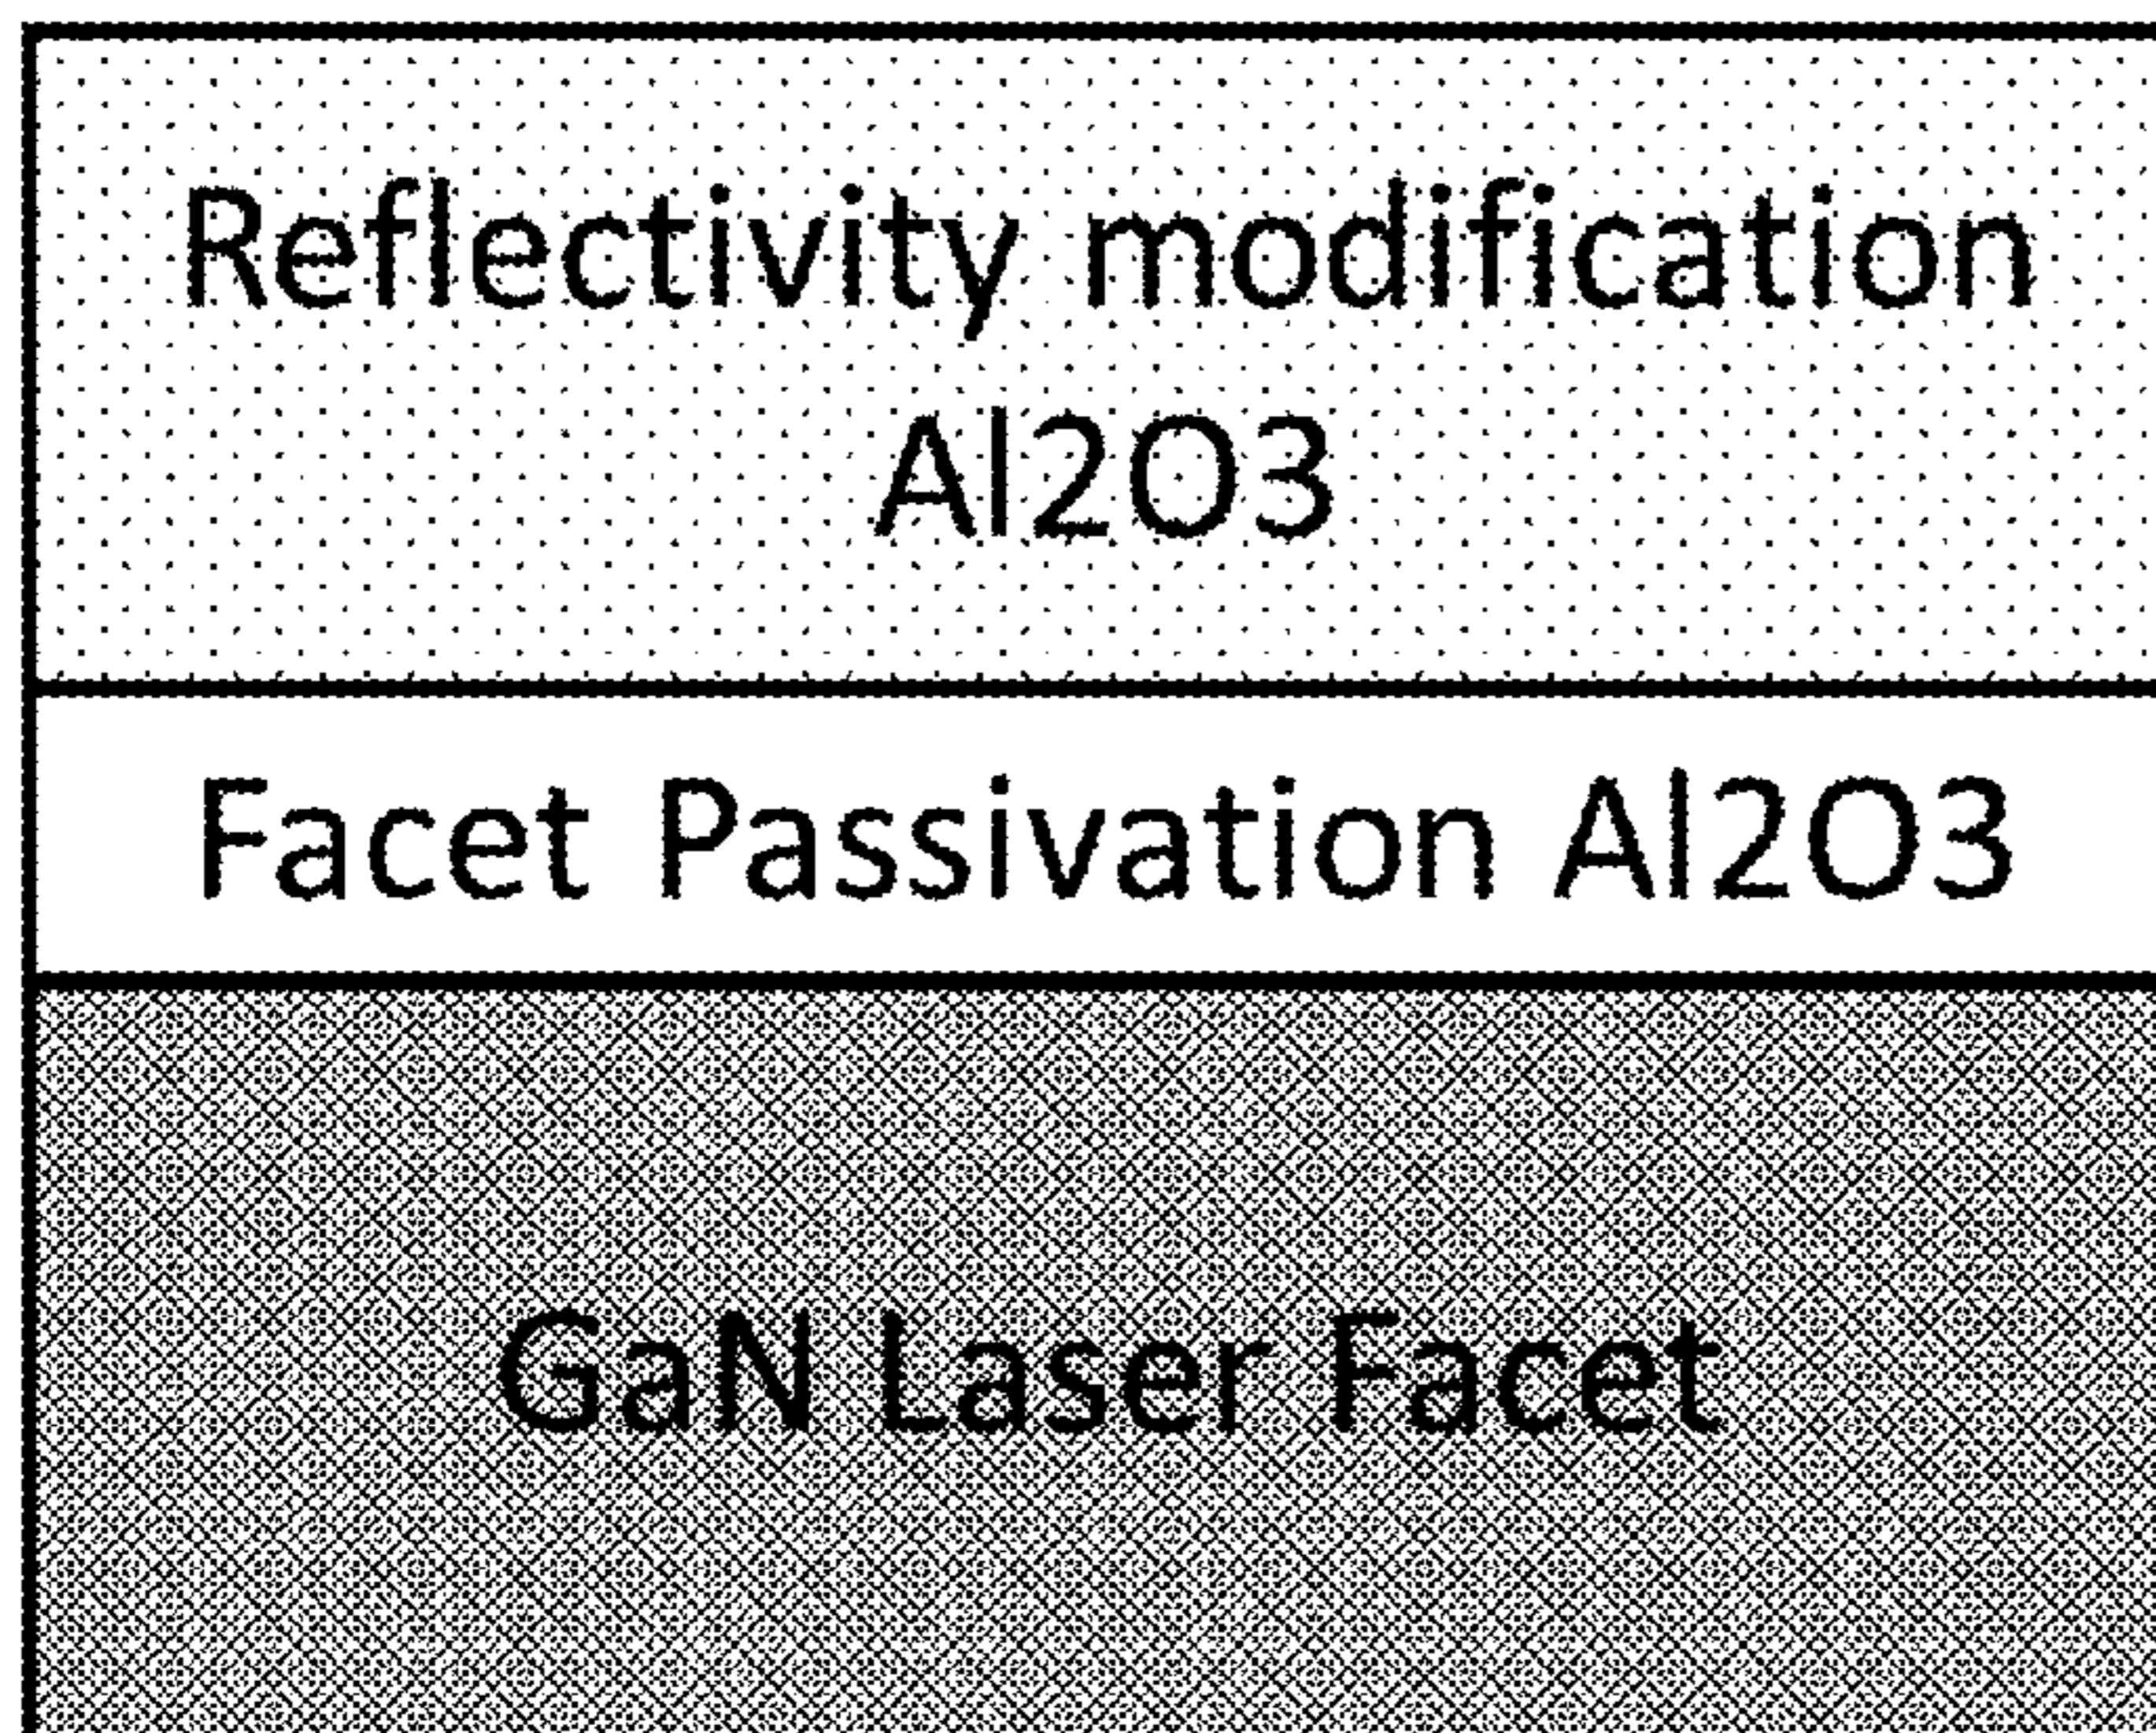 Reflectivity modification
Al2O3
Facet Passivation Al2O3
GaN Laser Facet